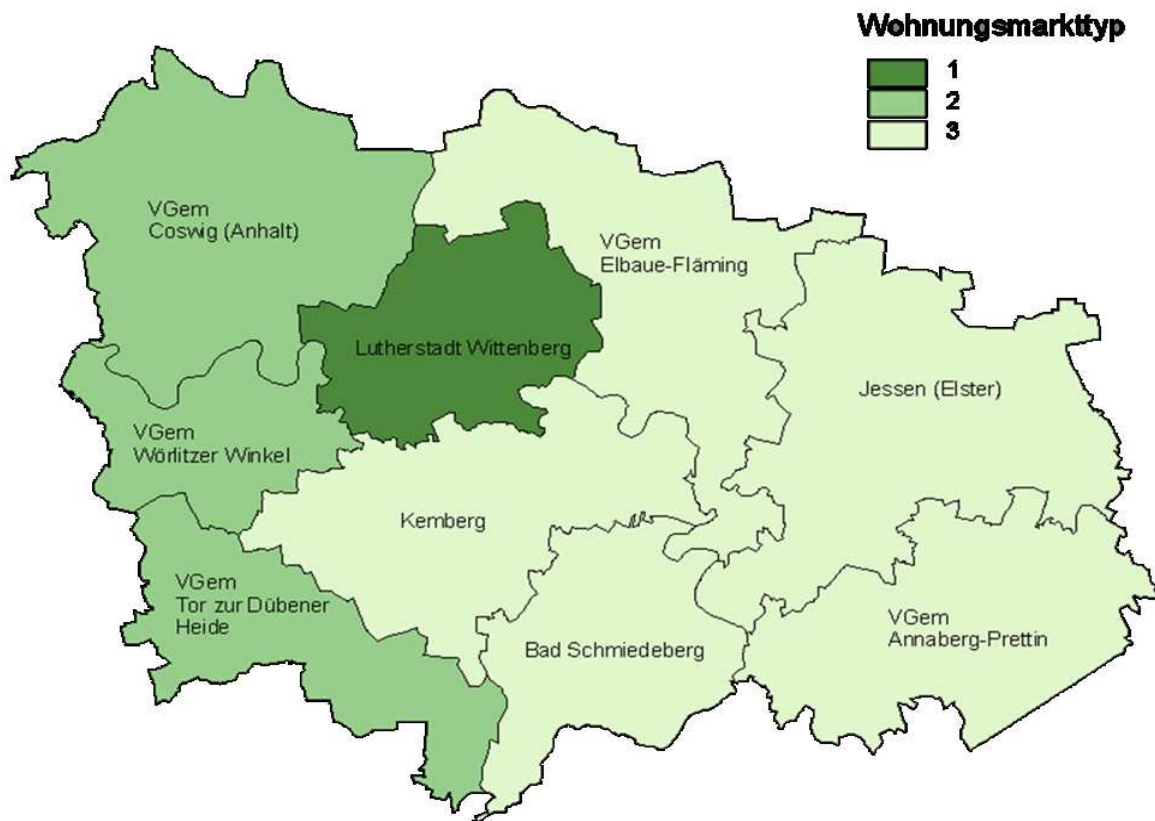 Wohnungsmarkttyp
1
2
3
VGem
Coswig (Anhalt)
VGem
Elbaue-Fläming
Lutherstadt Wittenberg
Jessen (Elster)
VGem
Wörlitzer Winkel
Kemberg
VGem
Tor zur Dübener
Heide
Bad Schmiedeberg
VGem
Annaberg-Prettin